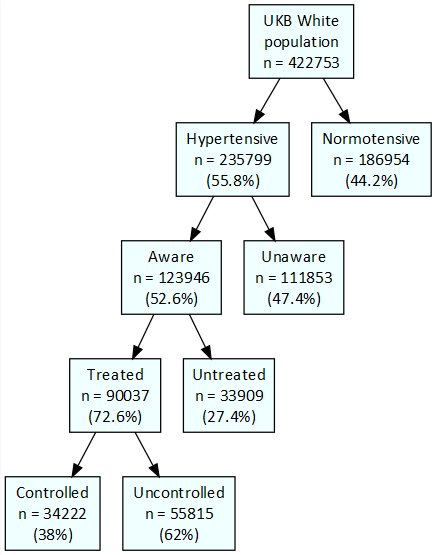 UKB White
population
n = 422753
Hypertensive
n = 235799
(55.8%)
Normotensive
n = 186954
(44.2%)
Aware
n = 123946
(52.6%)
Unaware
n = 111853
(47.4%)
Treated
n = 90037
(72.6%)
Untreated
n = 33909
(27.4%)
Controlled
n = 34222
(38%)
Uncontrolled
n = 55815
(62%)